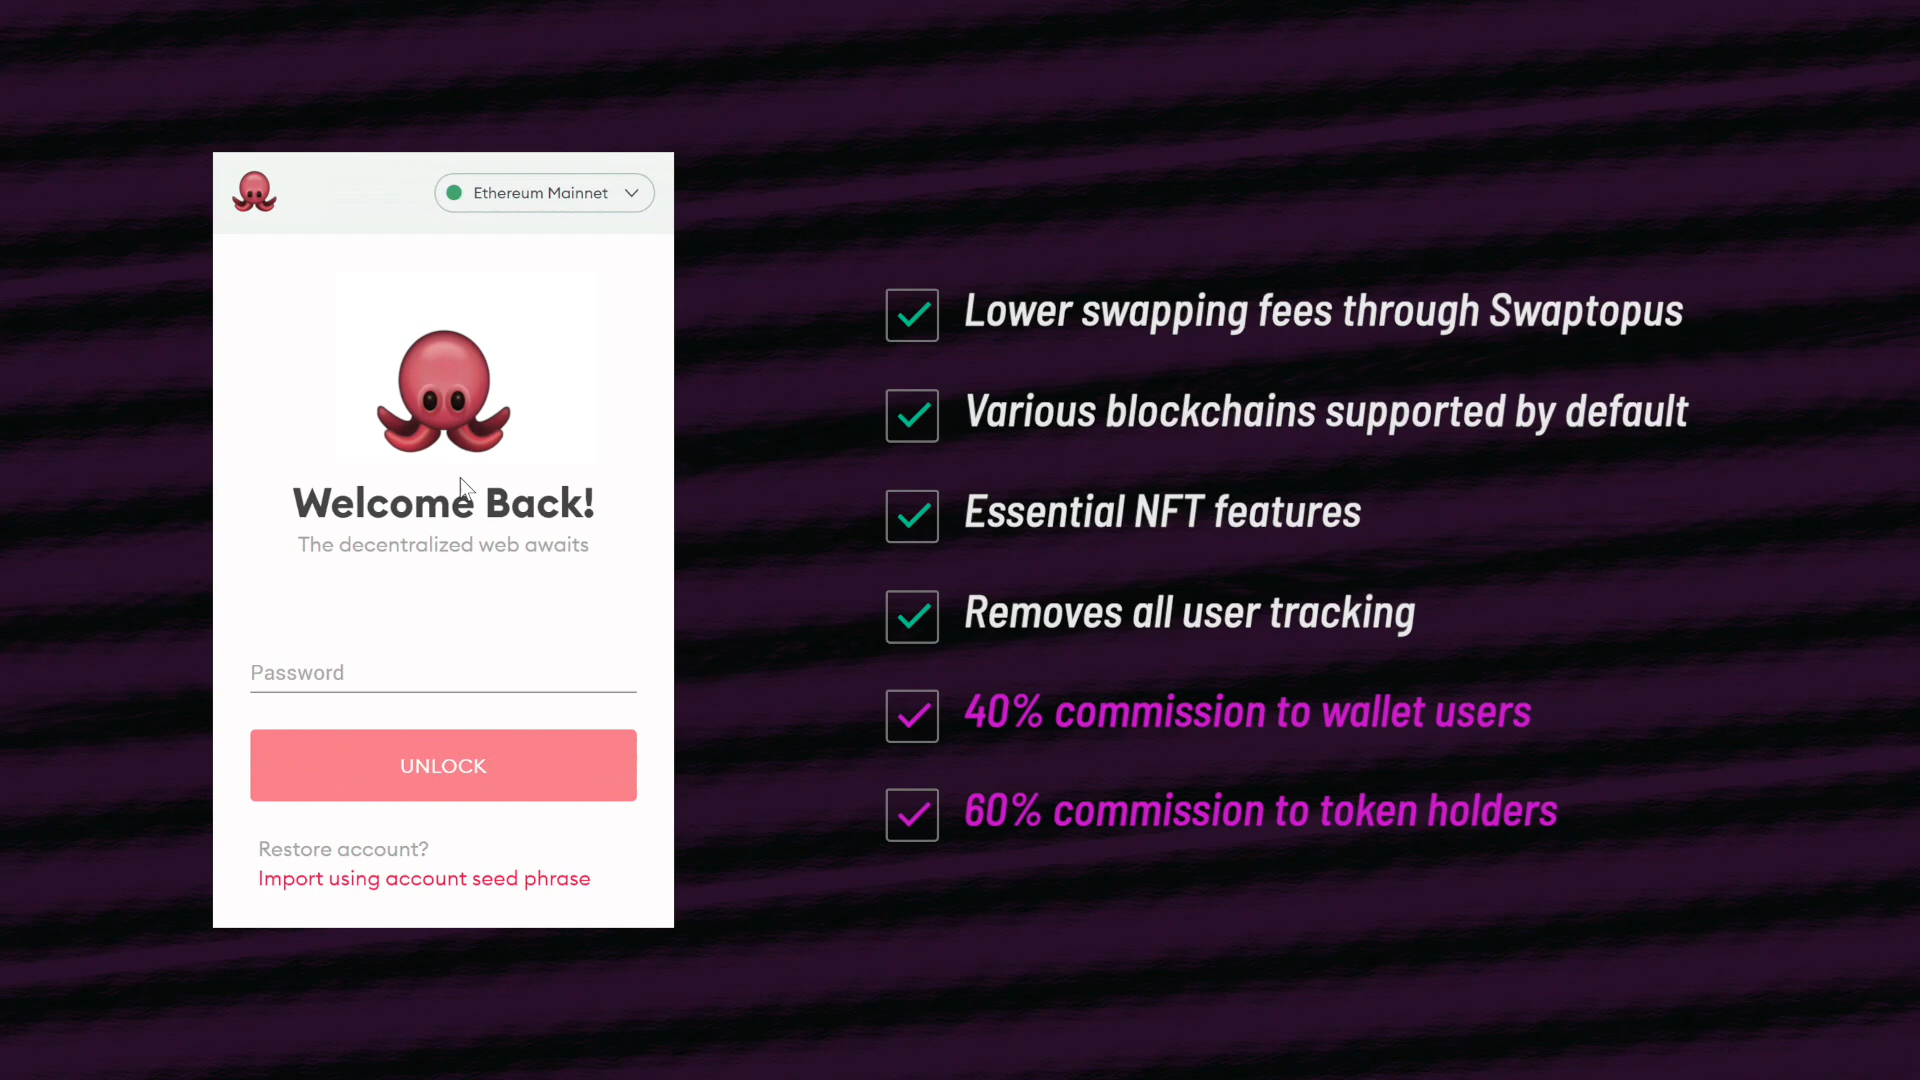 Ethereum Mainnet
Welcome Back!
The decentralized web awaits
Password
UNLOCK
Restore account?
Import using account seed phrase
Lower swapping fees through Swaptopus
Various blockchains supported by default
Essential NFT features
Removes all user tracking
40% commission to wallet users
60% commission to token holders